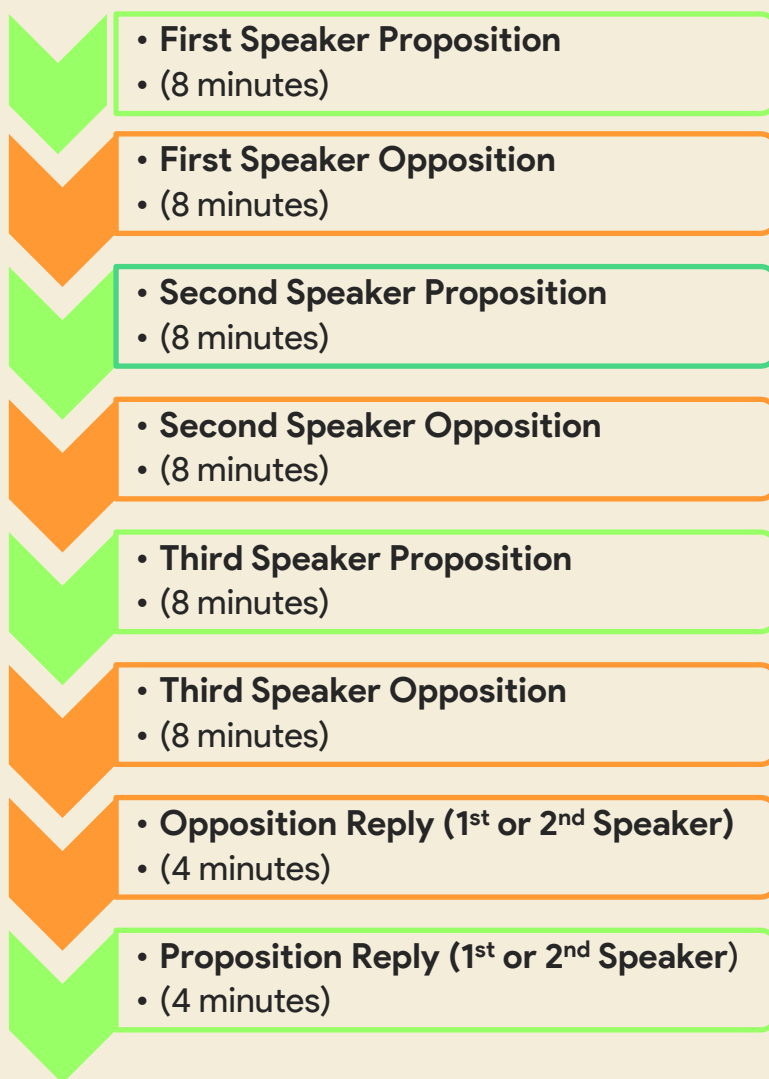 • First Speaker Proposition
• (8 minutes)
• First Speaker Opposition
• (8 minutes)
• Second Speaker Proposition
• (8 minutes)
• Second Speaker Opposition
• (8 minutes)
• Third Speaker Proposition
• (8 minutes)
• Third Speaker Opposition
• (8 minutes)
• Opposition Reply (1st or 2nd Speaker)
• (4 minutes)
• Proposition Reply (1st or 2nd Speaker)
• (4 minutes)